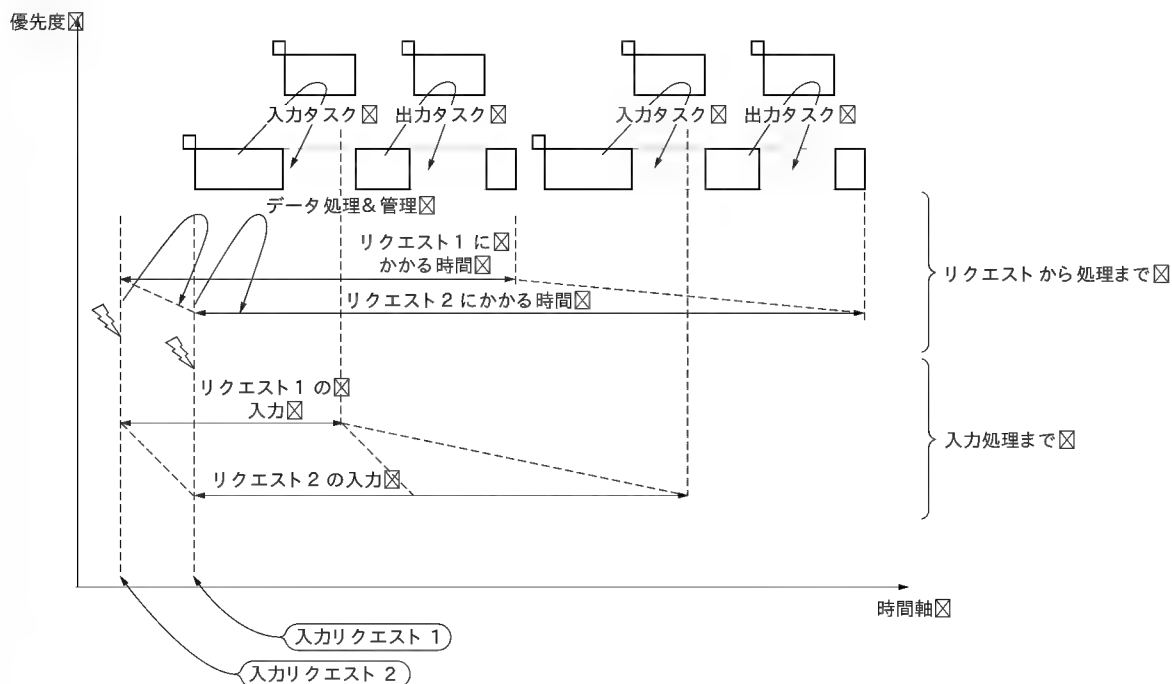 優先度
入力タスク 出力タスク 入力タスク 出力タスク
データ処理&管理
リクエスト1に
かかる時間
リクエストから処理まで
リクエスト2にかかる時間
リクエスト1の
入力
入力処理まで
リクエスト2の入力
時間軸
入力リクエスト1
入力リクエスト2